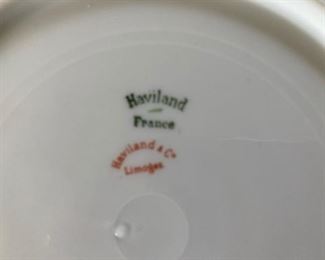 Haviland
France
Haviland & Co
Limoges